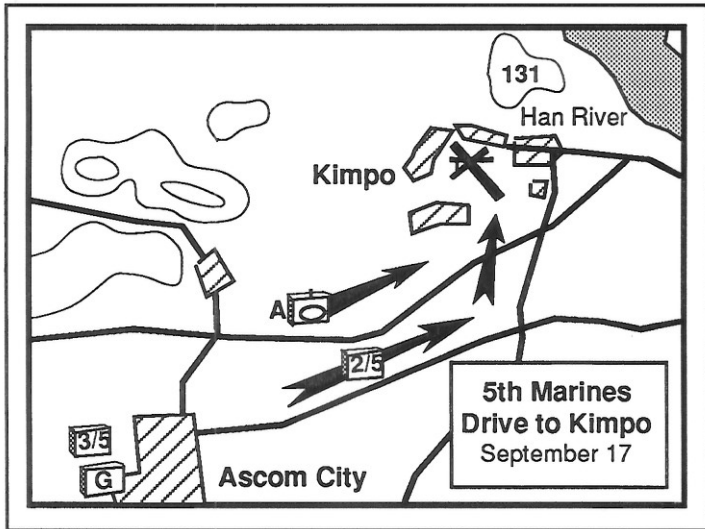 131
Han River
Kimpo
A
2/5
3/5
G
Ascom City
5th Marines
Drive to Kimpo
September 17